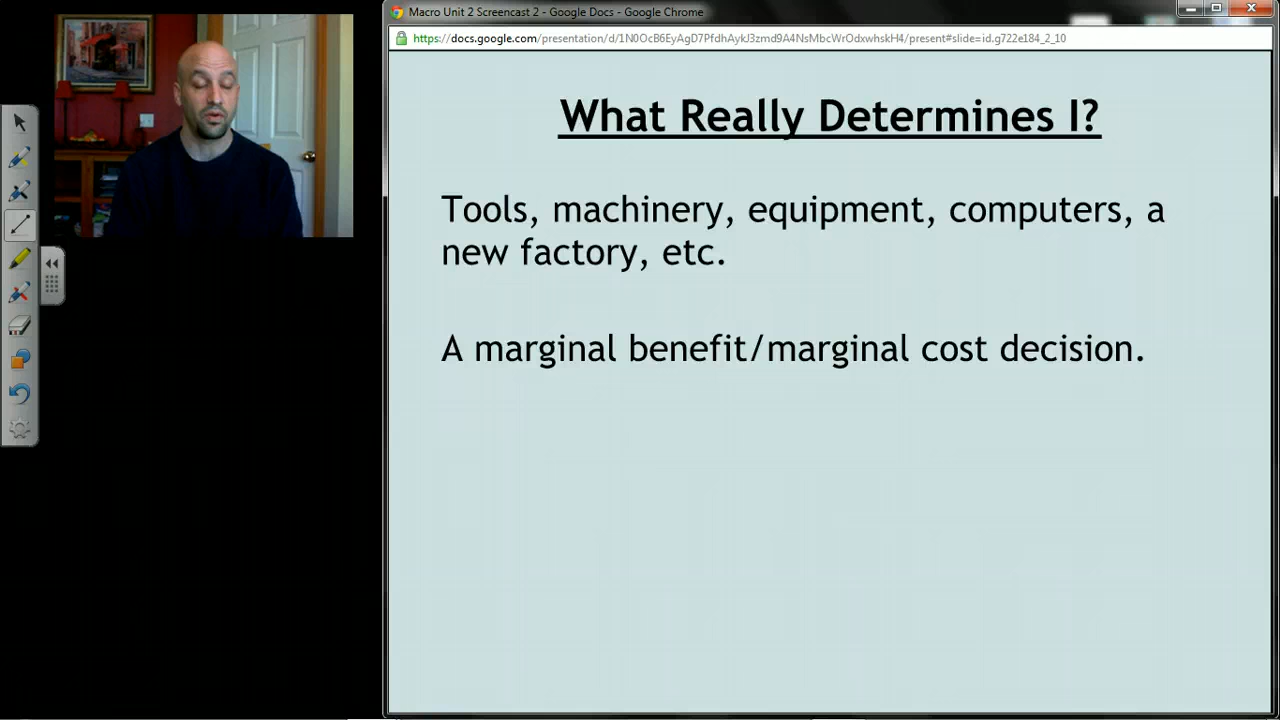 Macro Unit 2 Screencast 2 - Google Docs - Google Chrome
https://docs.google.com/presentation/d/1N0OcB6EyAgD7PfdhAykJ3zmd9A4NsMbcWrOdxwhskH4/present#slide=id.g722e184_2_10
What Really Determines I?
Tools, machinery, equipment, computers, a
new factory, etc.
A marginal benefit/marginal cost decision.